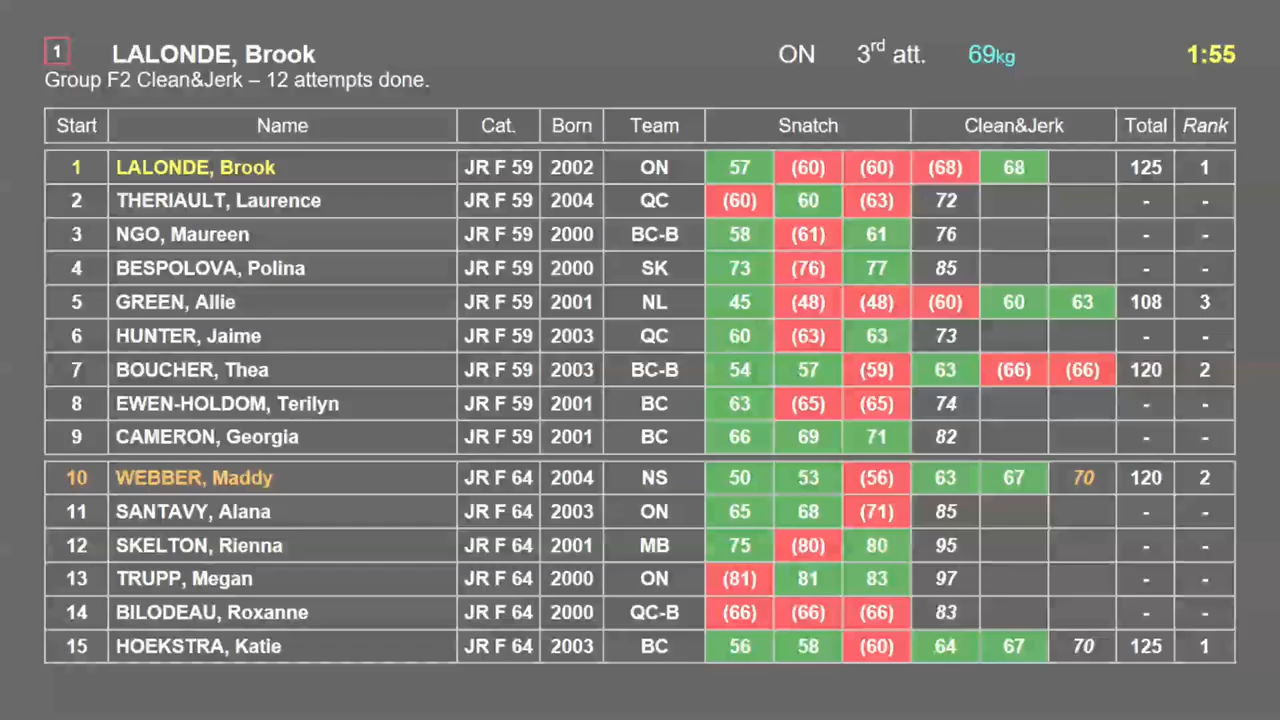 1 LALONDE, Brook ON 3rd att. 69kg 1:55
Group F2 Clean&Jerk – 12 attempts done.
Start Name Cat. Born Team Snatch Clean&Jerk Total Rank
1 LALONDE, Brook JR F 59 2002 ON 57 (60) (60) (68) 68 125 1
2 THERIAULT, Laurence JR F 59 2004 QC (60) 60 (63) 72 - -
3 NGO, Maureen JR F 59 2000 BC-B 58 (61) 61 76 - -
4 BESPOLOVA, Polina JR F 59 2000 SK 73 (76) 77 85 - -
5 GREEN, Allie JR F 59 2001 NL 45 (48) (48) (60) 60 63 108 3
6 HUNTER, Jaime JR F 59 2003 QC 60 (63) 63 73 - -
7 BOUCHER, Thea JR F 59 2003 BC-B 54 57 (59) 63 (66) (66) 120 2
8 EWEN-HOLDOM, Terilyn JR F 59 2001 BC 63 (65) (65) 74 - -
9 CAMERON, Georgia JR F 59 2001 BC 66 69 71 82 - -
10 WEBBER, Maddy JR F 64 2004 NS 50 53 (56) 63 67 70 120 2
11 SANTAVY, Alana JR F 64 2003 ON 65 68 (71) 85 - -
12 SKELTON, Rienna JR F 64 2001 MB 75 (80) 80 95 - -
13 TRUPP, Megan JR F 64 2000 ON (81) 81 83 97 - -
14 BILODEAU, Roxanne JR F 64 2000 QC-B (66) (66) (66) 83 - -
15 HOEKSTRA, Katie JR F 64 2003 BC 56 58 (60) 64 67 70 125 1